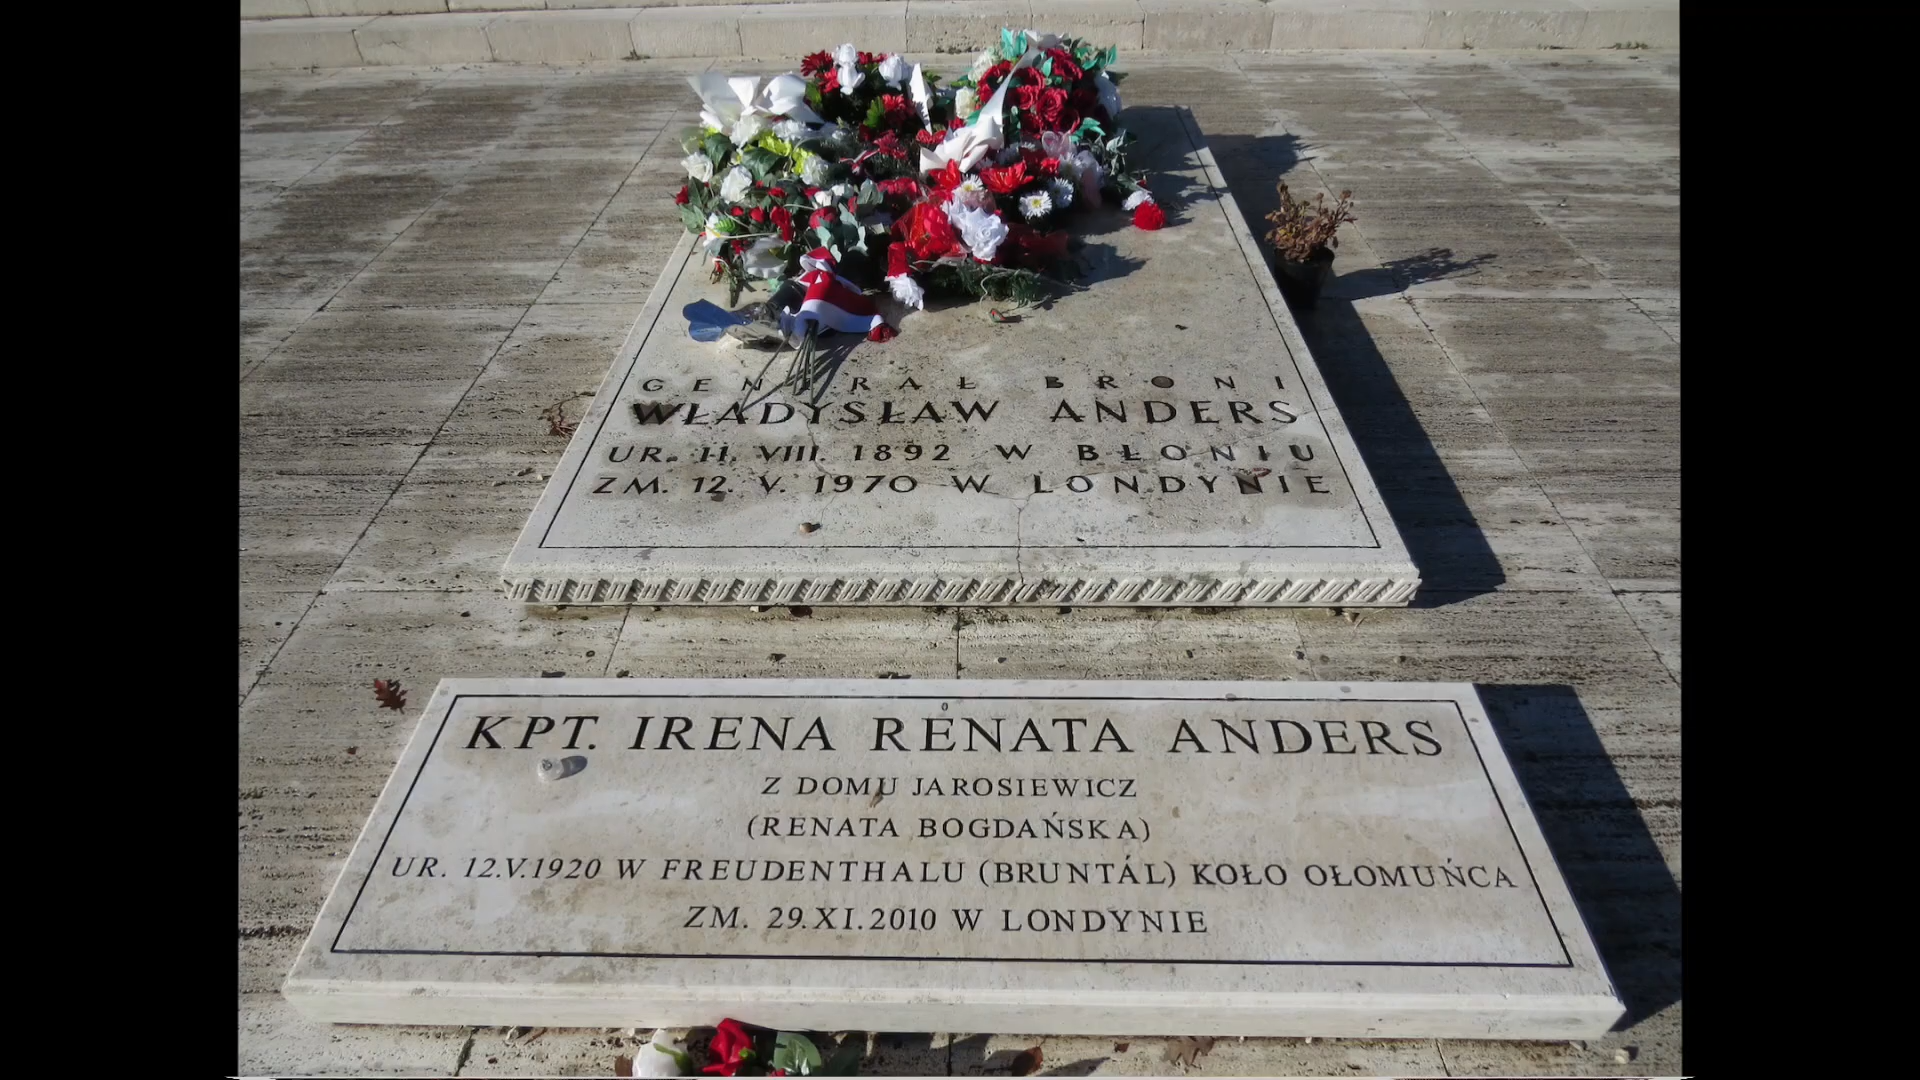 GENERAŁ BRONI
WŁADYSŁAW ANDERS
UR. 11. VIII. 1892 W BŁONIU
ZM. 12. V. 1970 W LONDYNIE
KPT. IRENA RENATA ANDERS
Z DOMU JAROSIEWICZ
(RENATA BOGDAŃSKA)
UR. 12.V.1920 W FREUDENTHALU (BRUNTÁL) KOŁO OŁOMUŃCA
ZM. 29.XI.2010 W LONDYNIE